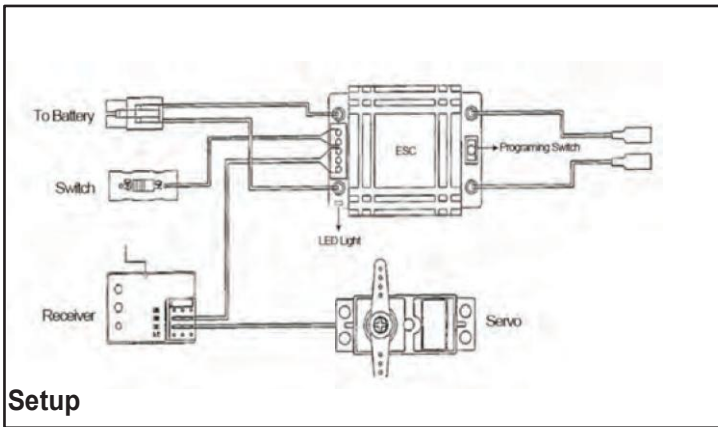 To Battery
ESC
Programing Switch
Switch
LED Light
Receiver
Servo
Setup